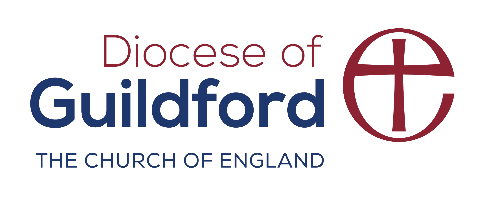 Diocese of
Guildford
THE CHURCH OF ENGLAND